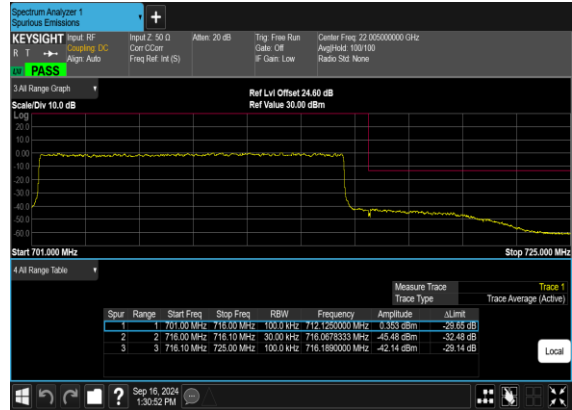 Spectrum Analyzer 1
Spurious Emissions
+
KEYSIGHT Input: RF Input Z: 50 Ω Atten: 20 dB Trig: Free Run Center Freq: 22.005000000 GHz
R T Coupling: DC Corr CCorr Gate: Off Avg|Hold: 100/100
Align: Auto Freq Ref: Int (S) IF Gain: Low Radio Std: None
PASS
3 All Range Graph Ref Lvl Offset 24.60 dB
Scale/Div 10.0 dB Ref Value 30.00 dBm
Log
20.0
10.0
0.00
-10.0
-20.0
-30.0
-40.0
-50.0
-60.0
Start 701.000 MHz Stop 725.000 MHz
4 All Range Table
Measure Trace Trace 1
Trace Type Trace Average (Active)
Spur Range Start Freq Stop Freq RBW Frequency Amplitude ΔLimit
1 1 701.00 MHz 716.00 MHz 100.0 kHz 712.1250000 MHz 0.353 dBm -29.65 dB
2 2 716.00 MHz 716.10 MHz 30.00 kHz 716.0678333 MHz -45.48 dBm -32.48 dB
3 3 716.10 MHz 725.00 MHz 100.0 kHz 716.1890000 MHz -42.14 dBm -29.14 dB
Local
? Sep 16, 2024
1:30:52 PM